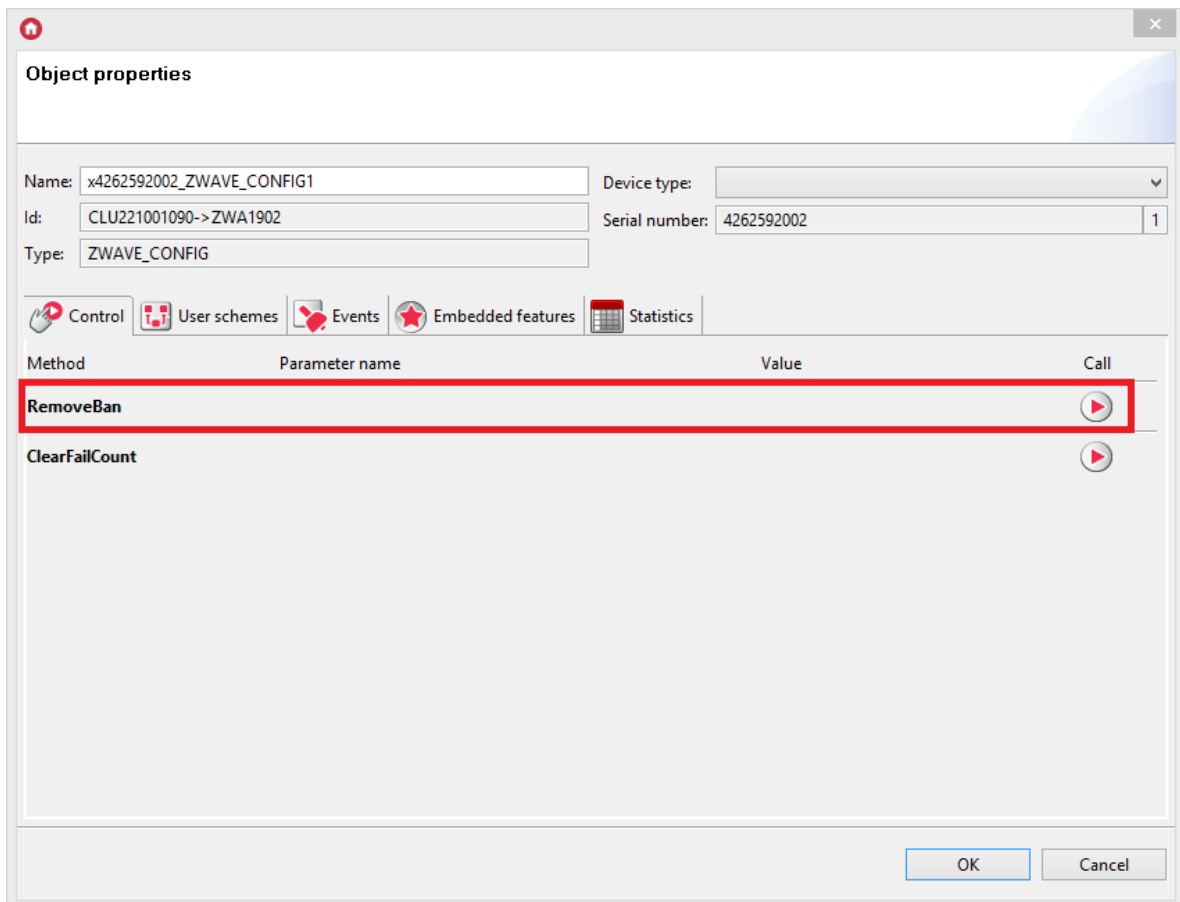 Object properties
Name: x4262592002_ZWAVE_CONFIG1 Device type:
Id: CLU221001090->ZWA1902 Serial number: 4262592002 1
Type: ZWAVE_CONFIG
Control User schemes Events Embedded features Statistics
Method Parameter name Value Call
RemoveBan
ClearFailCount
OK Cancel